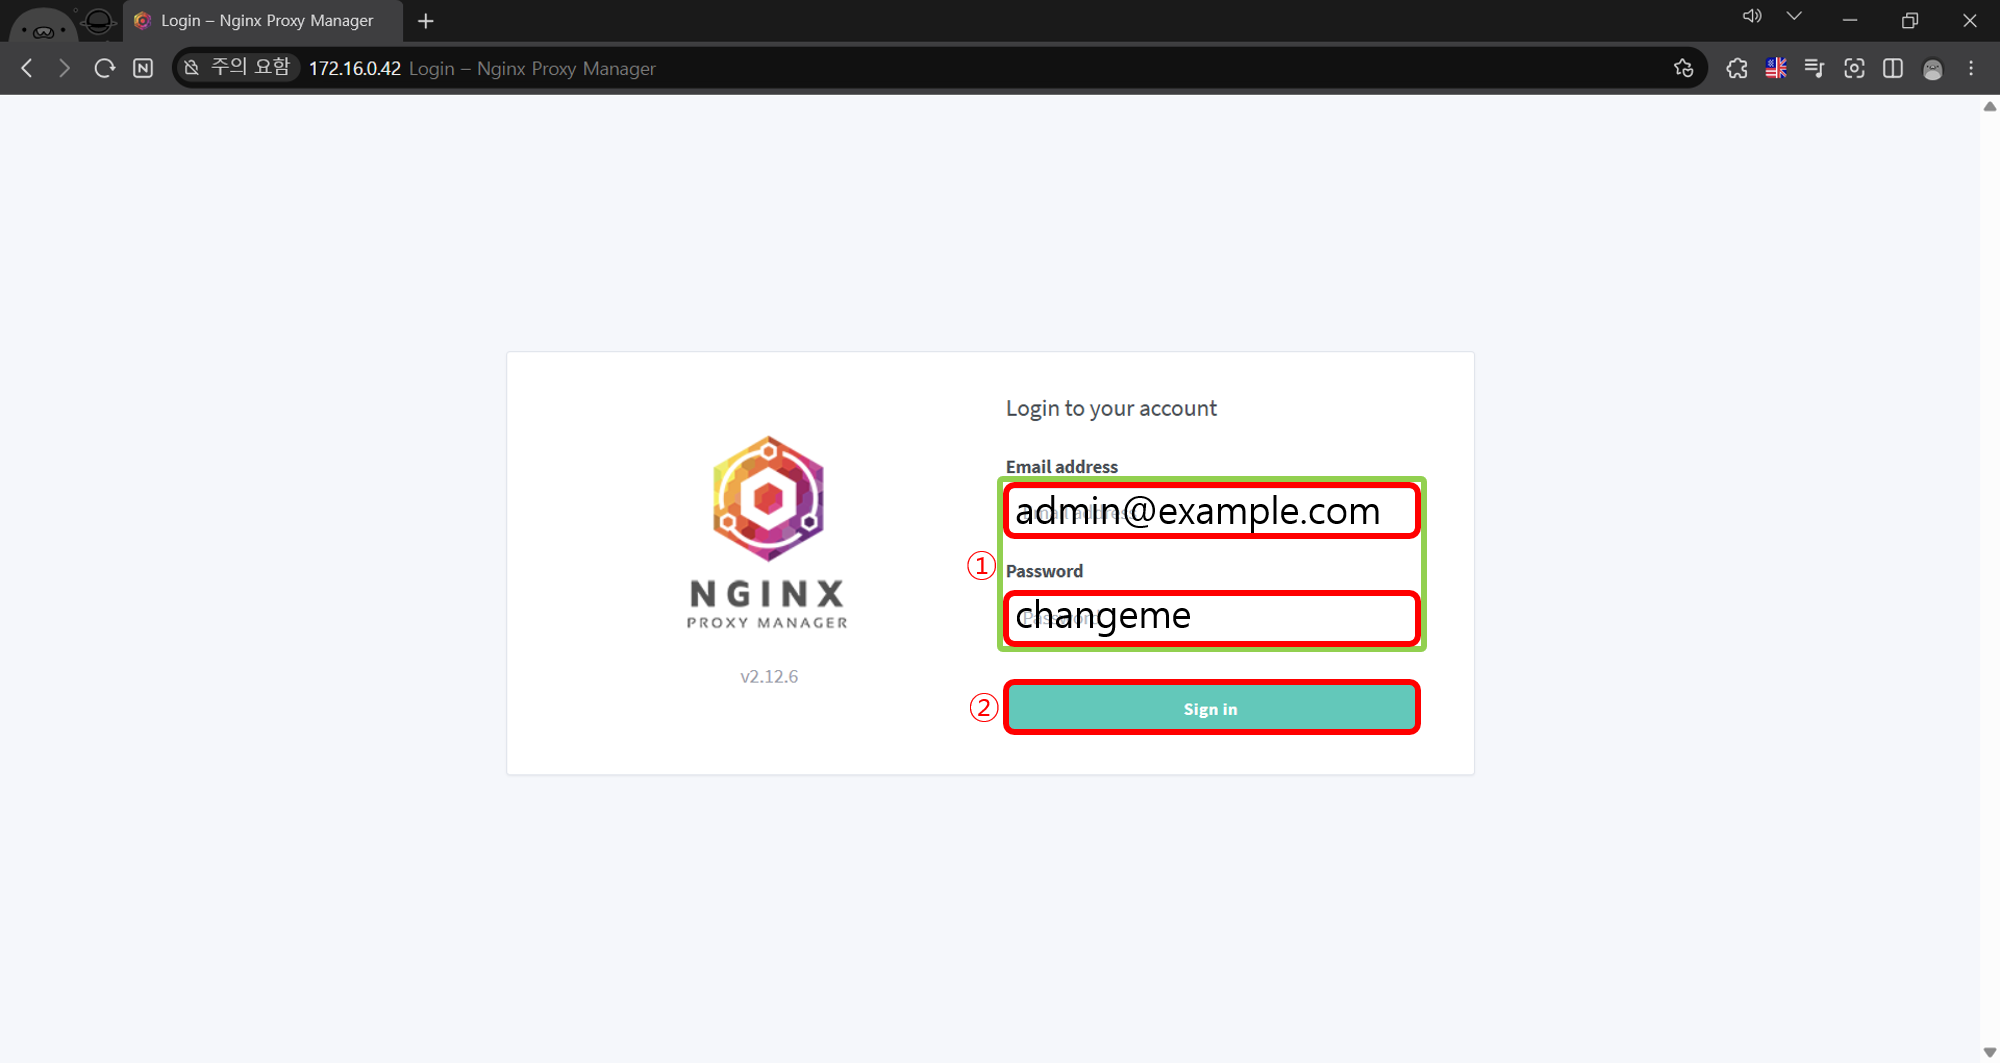 Login – Nginx Proxy Manager
주의 요함 172.16.0.42 Login – Nginx Proxy Manager
Login to your account
Email address
admin@example.com
① Password
changeme
NGINX
PROXY MANAGER
v2.12.6
② Sign in